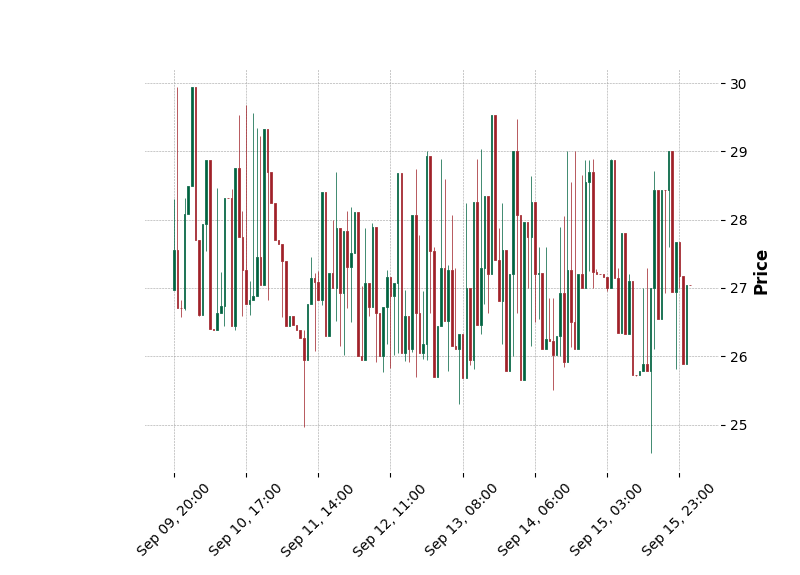 30
29
28
27
26
25
Price
Sep 09, 20:00
Sep 10, 17:00
Sep 11, 14:00
Sep 12, 11:00
Sep 13, 08:00
Sep 14, 06:00
Sep 15, 03:00
Sep 15, 23:00